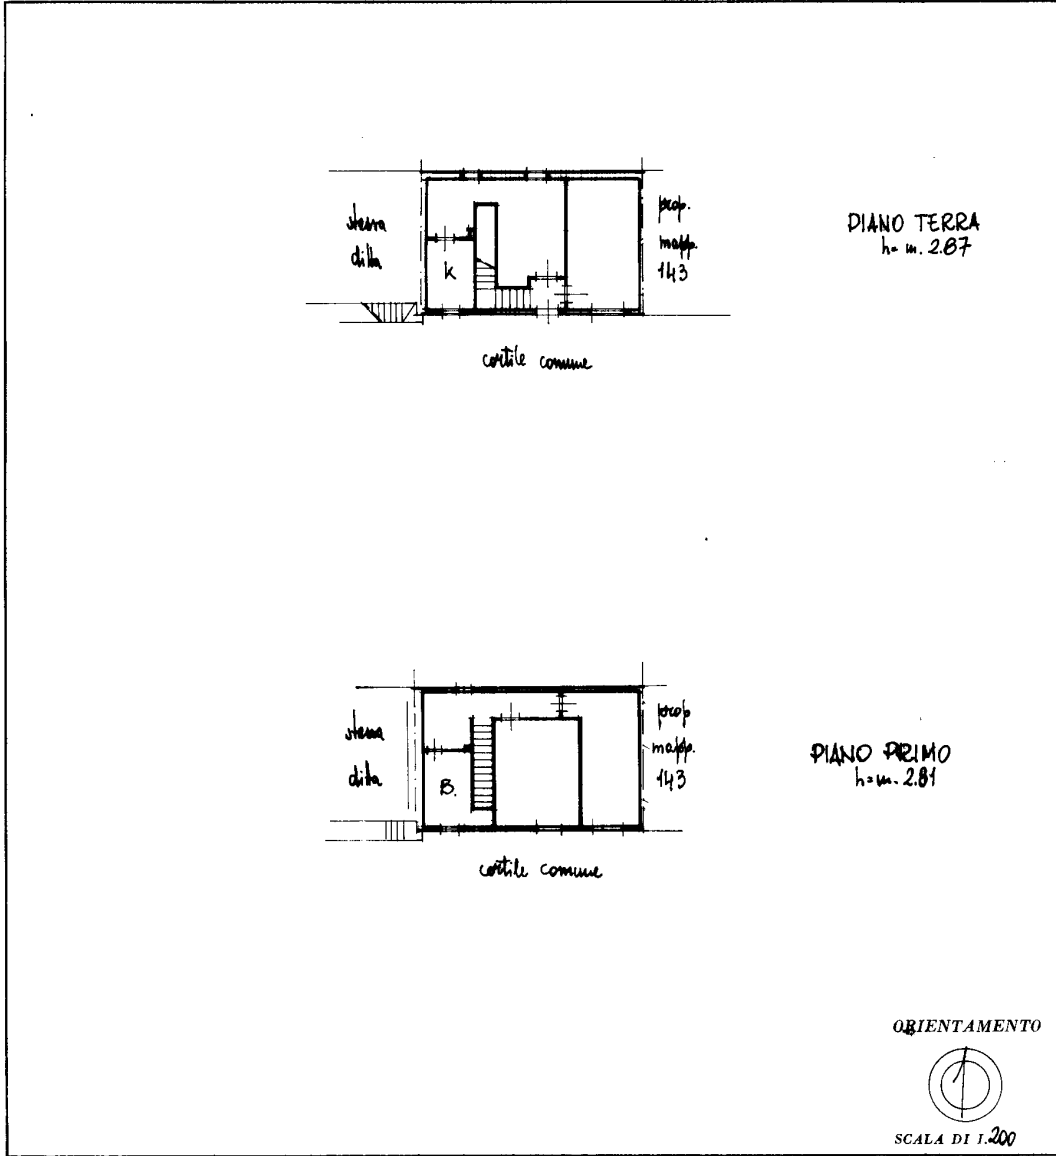 stessa
ditta
K
prop.
mapp.
143
PIANO TERRA
h= m. 2.87
cortile comune
stessa
ditta
B.
prop
mapp.
143
PIANO PRIMO
h= m. 2.81
cortile comune
ORIENTAMENTO
SCALA DI 1.200